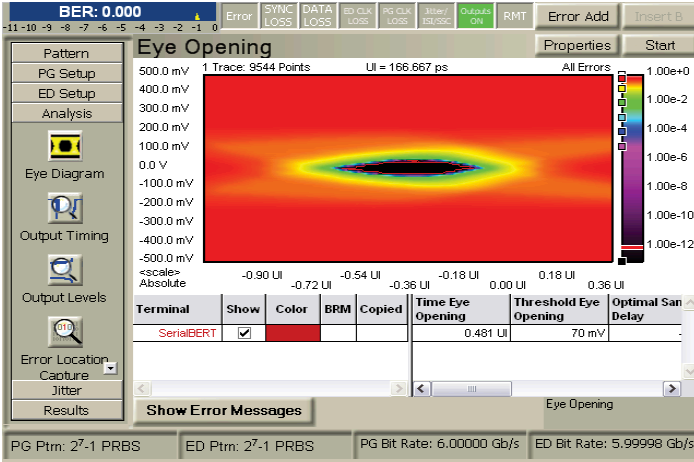 BER: 0.000
-11 -10 -9 -8 -7 -6 -5 -4 -3 -2 -1 0
Error
SYNC LOSS
DATA LOSS
ED CLK LOSS
PG CLK LOSS
Jitter/ ISI/SSC
Outputs ON
RMT
Error Add
Insert B
Eye Opening
Properties
Start
Pattern
PG Setup
ED Setup
Analysis
Eye Diagram
Output Timing
Output Levels
010
Error Location
Capture
Jitter
Results
1 Trace: 9544 Points
UI = 166.667 ps
All Errors
500.0 mV
400.0 mV
300.0 mV
200.0 mV
100.0 mV
0.0 V
-100.0 mV
-200.0 mV
-300.0 mV
-400.0 mV
-500.0 mV
1.00e+0
1.00e-2
1.00e-4
1.00e-6
1.00e-8
1.00e-10
1.00e-12
<scale>
Absolute
-0.90 UI
-0.72 UI
-0.54 UI
-0.36 UI
-0.18 UI
0.00 UI
0.18 UI
0.36 UI
Terminal
Show
Color
BRM
Copied
Time Eye
Opening
Threshold Eye
Opening
Optimal San
Delay
SerialBERT
0.481 UI
70 mV
-
Show Error Messages
Eye Opening
PG Ptrn: 2⁷-1 PRBS
ED Ptrn: 2⁷-1 PRBS
PG Bit Rate: 6.00000 Gb/s
ED Bit Rate: 5.99998 Gb/s